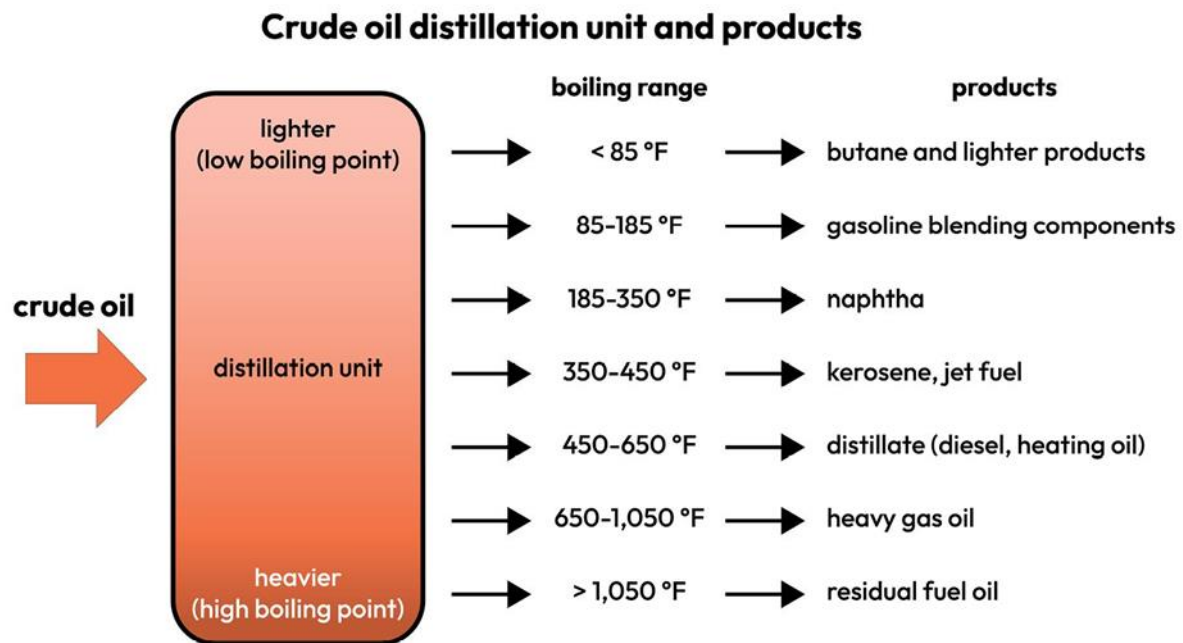 Crude oil distillation unit and products
boiling range
products
lighter
(low boiling point)
< 85 °F
butane and lighter products
85-185 °F
gasoline blending components
185-350 °F
naphtha
crude oil
distillation unit
350-450 °F
kerosene, jet fuel
450-650 °F
distillate (diesel, heating oil)
650-1,050 °F
heavy gas oil
heavier
(high boiling point)
> 1,050 °F
residual fuel oil